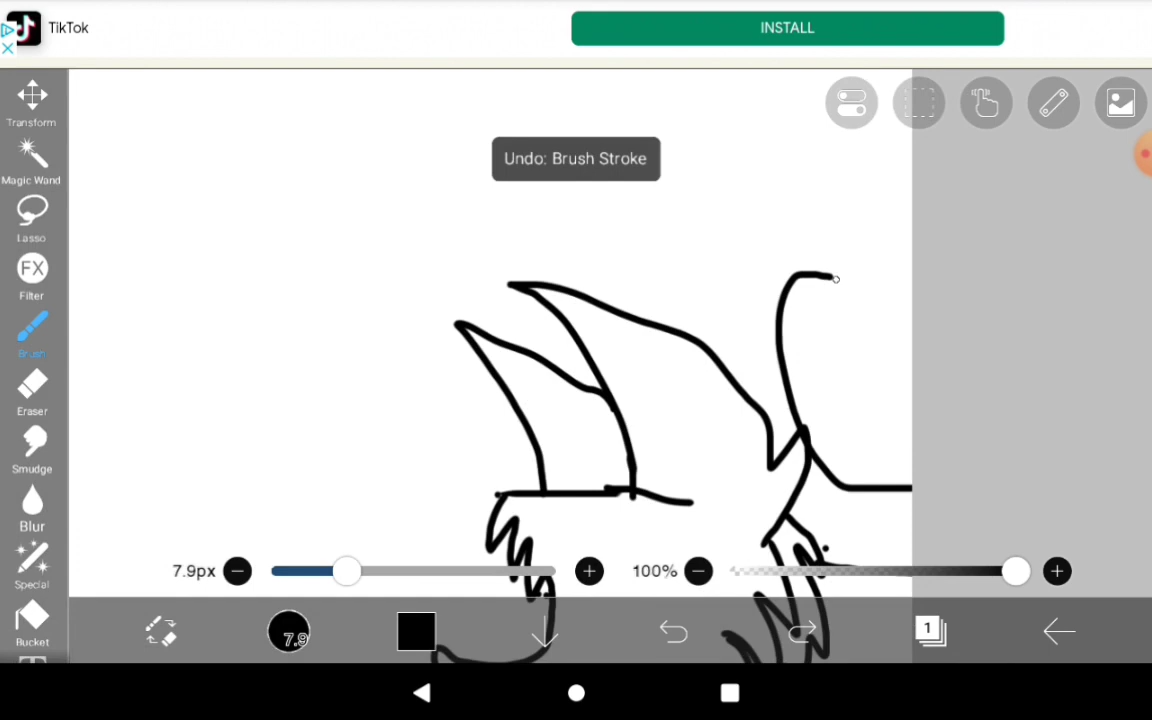 TikTok
INSTALL
Transform
Magic Wand
Lasso
FX
Filter
Brush
Eraser
Smudge
Blur
Special
Bucket
Undo: Brush Stroke
7.9px
100%
7.9
1